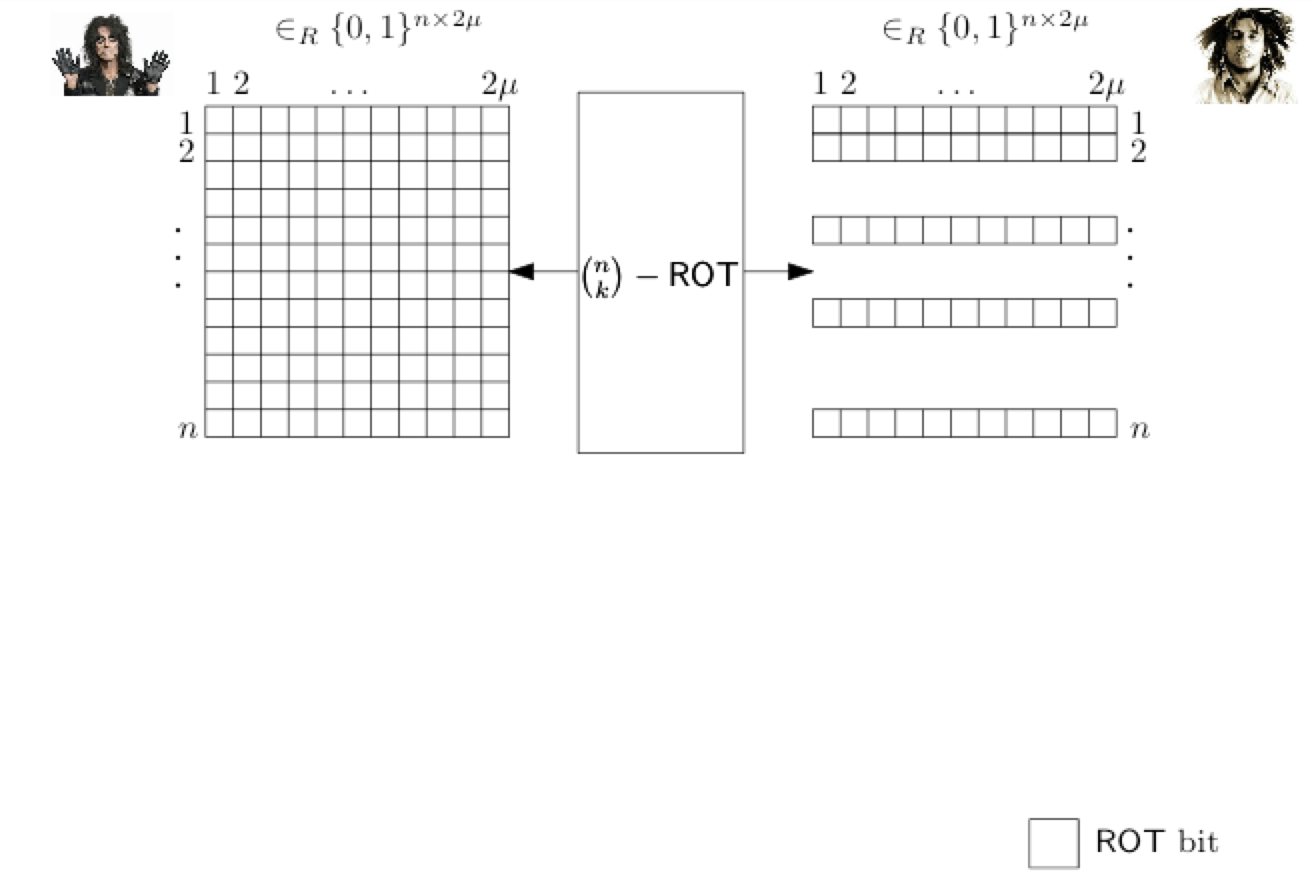 ∈_R {0, 1}^{n×2μ} ∈_R {0, 1}^{n×2μ}
1 2 ... 2μ 1 2 ... 2μ
1 1
2 2
. .
. .
. .
(n k) − ROT
n n
ROT bit